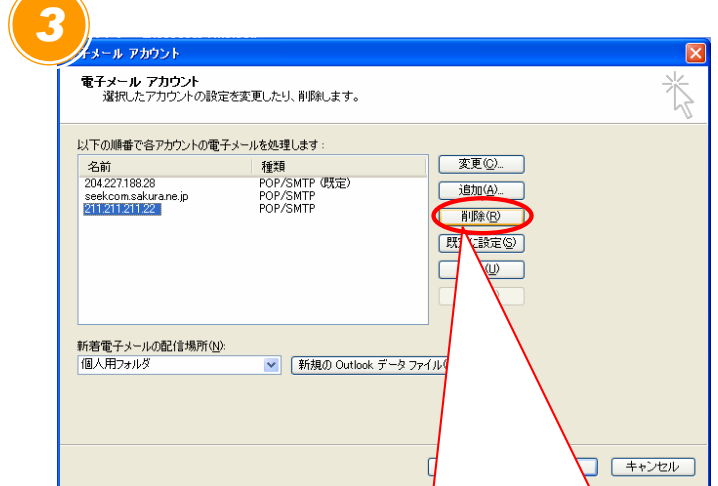 3
子メール アカウント
電子メール アカウント
選択したアカウントの設定を変更したり、削除します。
以下の順番で各アカウントの電子メールを処理します:
名前 種類
204.227.188.28 POP/SMTP (既定)
seekcom.sakura.ne.jp POP/SMTP
211.211.211.22 POP/SMTP
変更(C)...
追加(A)...
削除(R)
既定に設定(S)
(U)
新着電子メールの配信場所(N):
個人用フォルダ
新規の Outlook データ ファイル(
キャンセル